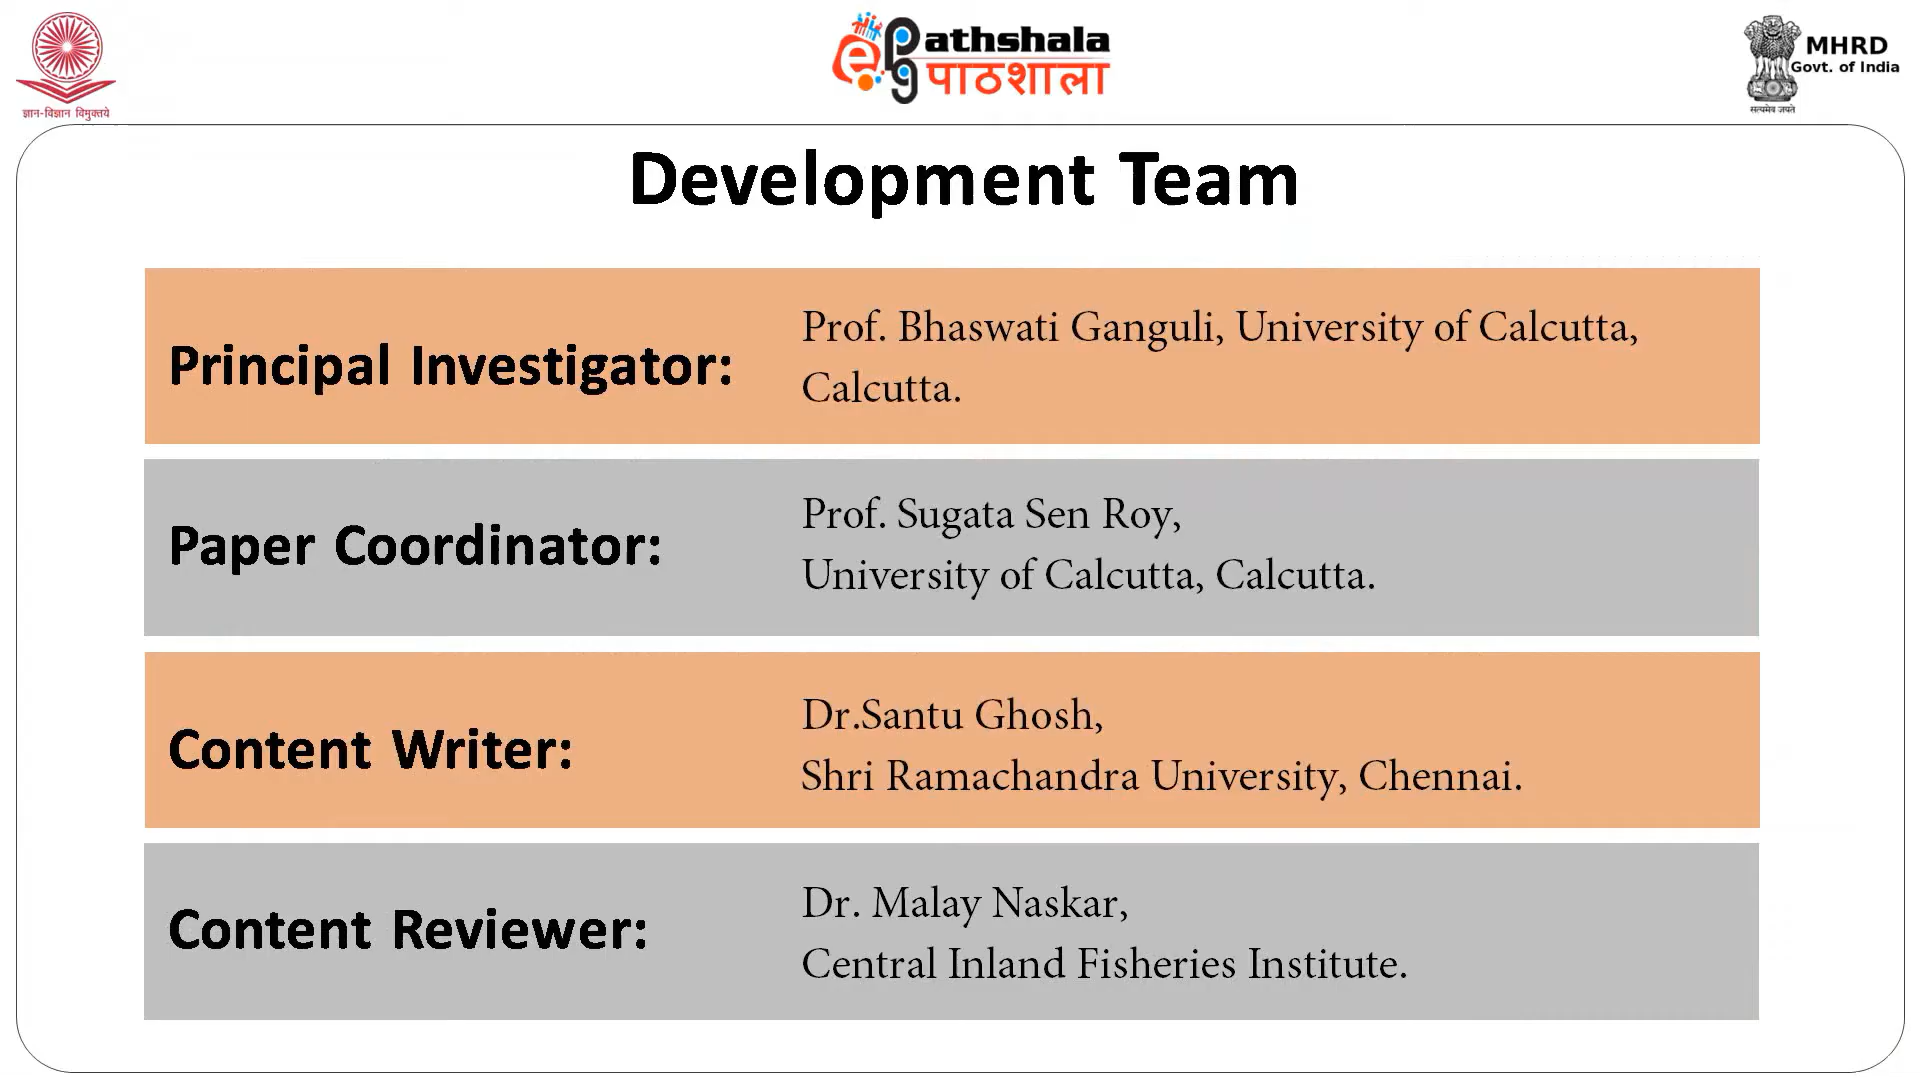 ज्ञान-विज्ञान विमुक्तये
ePG Pathshala
पाठशाला
MHRD
Govt. of India
सत्यमेव जयते
Development Team
Principal Investigator:
Prof. Bhaswati Ganguli, University of Calcutta,
Calcutta.
Paper Coordinator:
Prof. Sugata Sen Roy,
University of Calcutta, Calcutta.
Content Writer:
Dr.Santu Ghosh,
Shri Ramachandra University, Chennai.
Content Reviewer:
Dr. Malay Naskar,
Central Inland Fisheries Institute.